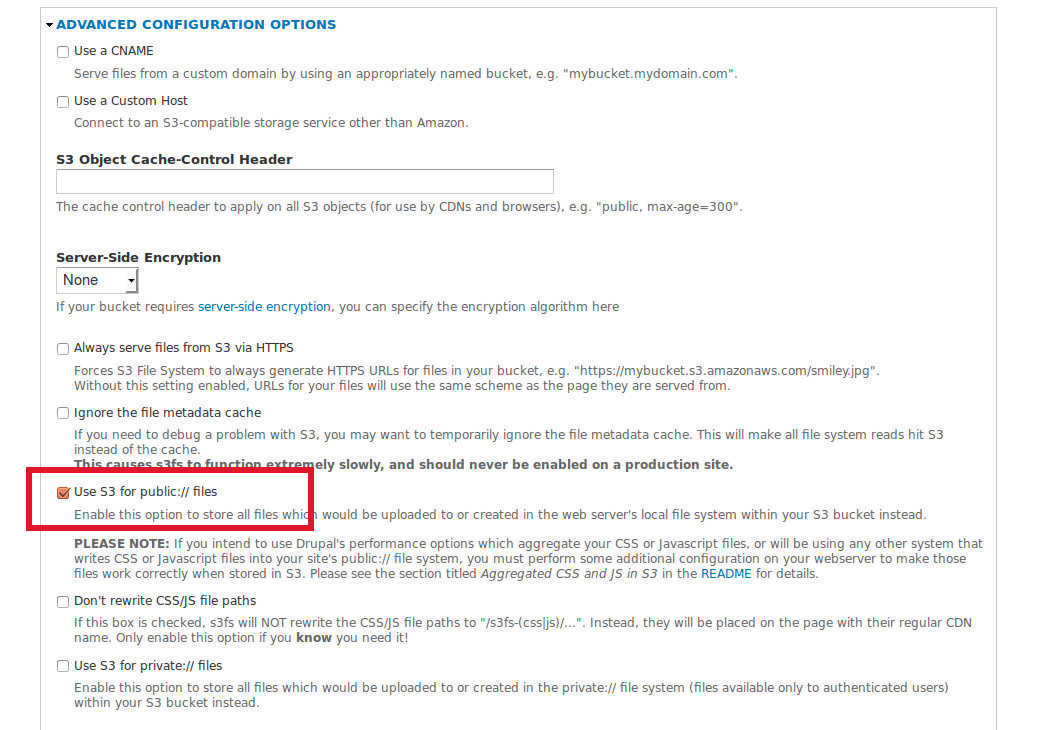 ADVANCED CONFIGURATION OPTIONS
Use a CNAME
Serve files from a custom domain by using an appropriately named bucket, e.g. "mybucket.mydomain.com".
Use a Custom Host
Connect to an S3-compatible storage service other than Amazon.
S3 Object Cache-Control Header
The cache control header to apply on all S3 objects (for use by CDNs and browsers), e.g. "public, max-age=300".
Server-Side Encryption
None
If your bucket requires server-side encryption, you can specify the encryption algorithm here
Always serve files from S3 via HTTPS
Forces S3 File System to always generate HTTPS URLs for files in your bucket, e.g. "https://mybucket.s3.amazonaws.com/smiley.jpg".
Without this setting enabled, URLs for your files will use the same scheme as the page they are served from.
Ignore the file metadata cache
If you need to debug a problem with S3, you may want to temporarily ignore the file metadata cache. This will make all file system reads hit S3
instead of the cache.
This causes s3fs to function extremely slowly, and should never be enabled on a production site.
Use S3 for public:// files
Enable this option to store all files which would be uploaded to or created in the web server's local file system within your S3 bucket instead.
PLEASE NOTE: If you intend to use Drupal's performance options which aggregate your CSS or Javascript files, or will be using any other system that
writes CSS or Javascript files into your site's public:// file system, you must perform some additional configuration on your webserver to make those
files work correctly when stored in S3. Please see the section titled Aggregated CSS and JS in S3 in the README for details.
Don't rewrite CSS/JS file paths
If this box is checked, s3fs will NOT rewrite the CSS/JS file paths to "/s3fs-(css|js)/...". Instead, they will be placed on the page with their regular CDN
name. Only enable this option if you know you need it!
Use S3 for private:// files
Enable this option to store all files which would be uploaded to or created in the private:// file system (files available only to authenticated users)
within your S3 bucket instead.